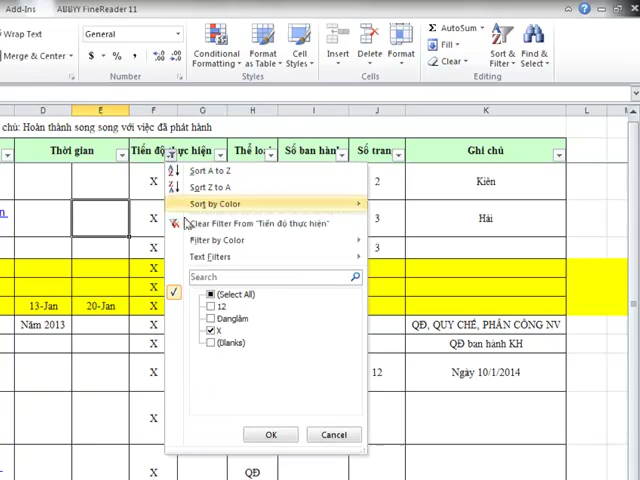 Add-Ins ABBYY FineReader 11
Wrap Text
Merge & Center
General
$ % ,
Number
Conditional Formatting
Format as Table
Cell Styles
Styles
Insert
Delete
Format
Cells
Σ AutoSum
Fill
Clear
Sort & Filter
Find & Select
Editing
D E F G H I J K L
chú: Hoàn thành song song với việc đã phát hành
Thời gian Tiến độ thực hiện Thể loại Số ban hành Số trang Ghi chú
X 2 Kiên
X 3 Hải
X 3
X
X
13-Jan 20-Jan X
Năm 2013 X QĐ, QUY CHẾ, PHÂN CÔNG NV
X QĐ ban hành KH
X 12 Ngày 10/1/2014
X
X QĐ
Sort A to Z
Sort Z to A
Sort by Color
Clear Filter From "Tiến độ thực hiện"
Filter by Color
Text Filters
Search
(Select All)
12
Đanglàm
X
(Blanks)
OK Cancel